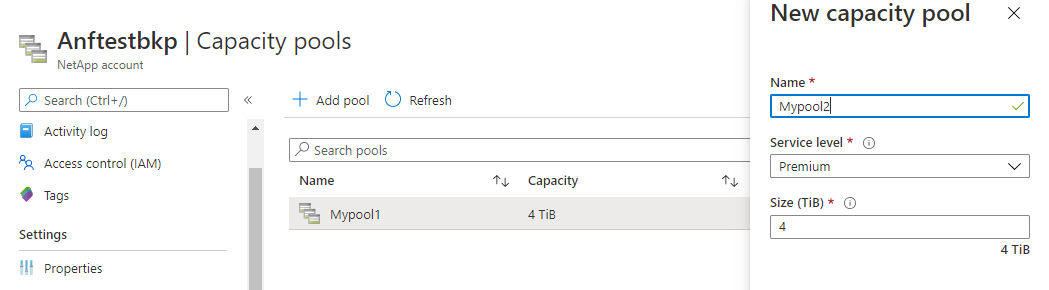 Anftestbkp | Capacity pools
NetApp account
Search (Ctrl+/)
«
Activity log
Access control (IAM)
Tags
Settings
Properties
Add pool
Refresh
Search pools
Name
Capacity
Mypool1
4 TiB
New capacity pool
Name *
Mypool2
Service level *
Premium
Size (TiB) *
4
4 TiB